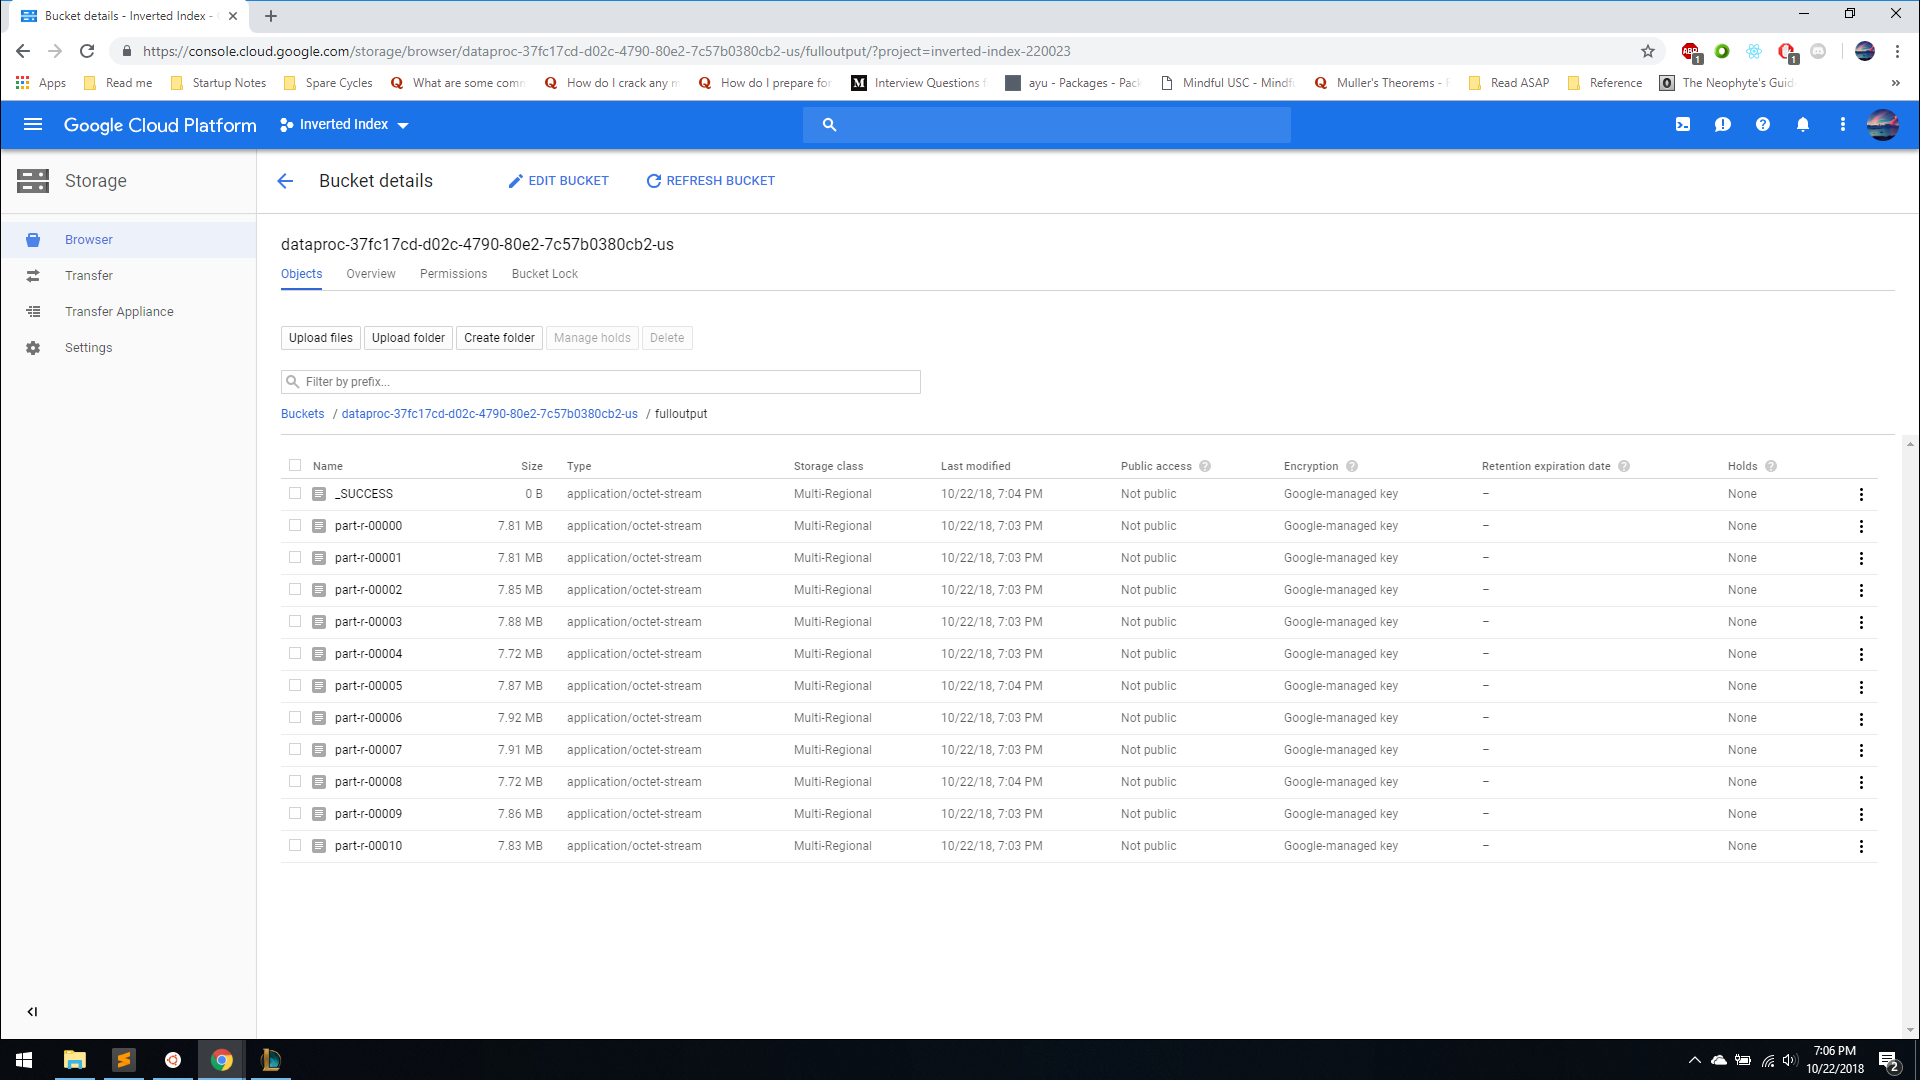 Bucket details - Inverted Index -
https://console.cloud.google.com/storage/browser/dataproc-37fc17cd-d02c-4790-80e2-7c57b0380cb2-us/fulloutput/?project=inverted-index-220023
ABP 1 1
Apps Read me Startup Notes Spare Cycles What are some comm How do I crack any m How do I prepare for Interview Questions ayu - Packages - Pack Mindful USC - Mindf Muller's Theorems - Read ASAP Reference The Neophyte's Guid »
Google Cloud Platform Inverted Index
Storage
Bucket details EDIT BUCKET REFRESH BUCKET
Browser
Transfer
Transfer Appliance
Settings
dataproc-37fc17cd-d02c-4790-80e2-7c57b0380cb2-us
Objects Overview Permissions Bucket Lock
Upload files Upload folder Create folder Manage holds Delete
Filter by prefix...
Buckets / dataproc-37fc17cd-d02c-4790-80e2-7c57b0380cb2-us / fulloutput
Name Size Type Storage class Last modified Public access Encryption Retention expiration date Holds
_SUCCESS 0 B application/octet-stream Multi-Regional 10/22/18, 7:04 PM Not public Google-managed key – None
part-r-00000 7.81 MB application/octet-stream Multi-Regional 10/22/18, 7:03 PM Not public Google-managed key – None
part-r-00001 7.81 MB application/octet-stream Multi-Regional 10/22/18, 7:03 PM Not public Google-managed key – None
part-r-00002 7.85 MB application/octet-stream Multi-Regional 10/22/18, 7:03 PM Not public Google-managed key – None
part-r-00003 7.88 MB application/octet-stream Multi-Regional 10/22/18, 7:03 PM Not public Google-managed key – None
part-r-00004 7.72 MB application/octet-stream Multi-Regional 10/22/18, 7:03 PM Not public Google-managed key – None
part-r-00005 7.87 MB application/octet-stream Multi-Regional 10/22/18, 7:04 PM Not public Google-managed key – None
part-r-00006 7.92 MB application/octet-stream Multi-Regional 10/22/18, 7:03 PM Not public Google-managed key – None
part-r-00007 7.91 MB application/octet-stream Multi-Regional 10/22/18, 7:03 PM Not public Google-managed key – None
part-r-00008 7.72 MB application/octet-stream Multi-Regional 10/22/18, 7:04 PM Not public Google-managed key – None
part-r-00009 7.86 MB application/octet-stream Multi-Regional 10/22/18, 7:03 PM Not public Google-managed key – None
part-r-00010 7.83 MB application/octet-stream Multi-Regional 10/22/18, 7:03 PM Not public Google-managed key – None
7:06 PM
10/22/2018
2